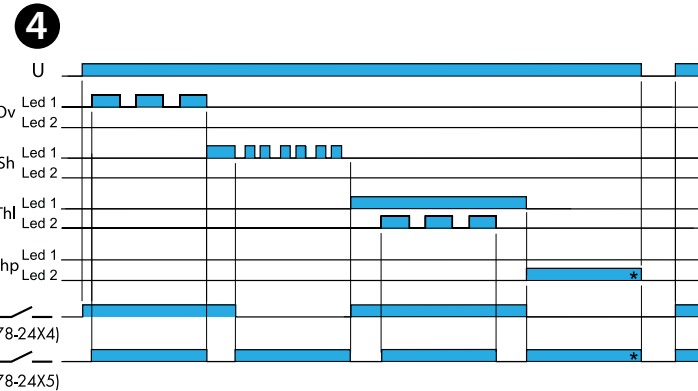 4
U
Ov Led 1
Led 2
Sh Led 1
Led 2
Thl Led 1
Led 2
hp Led 1
Led 2
*
78-24X4)
*
78-24X5)